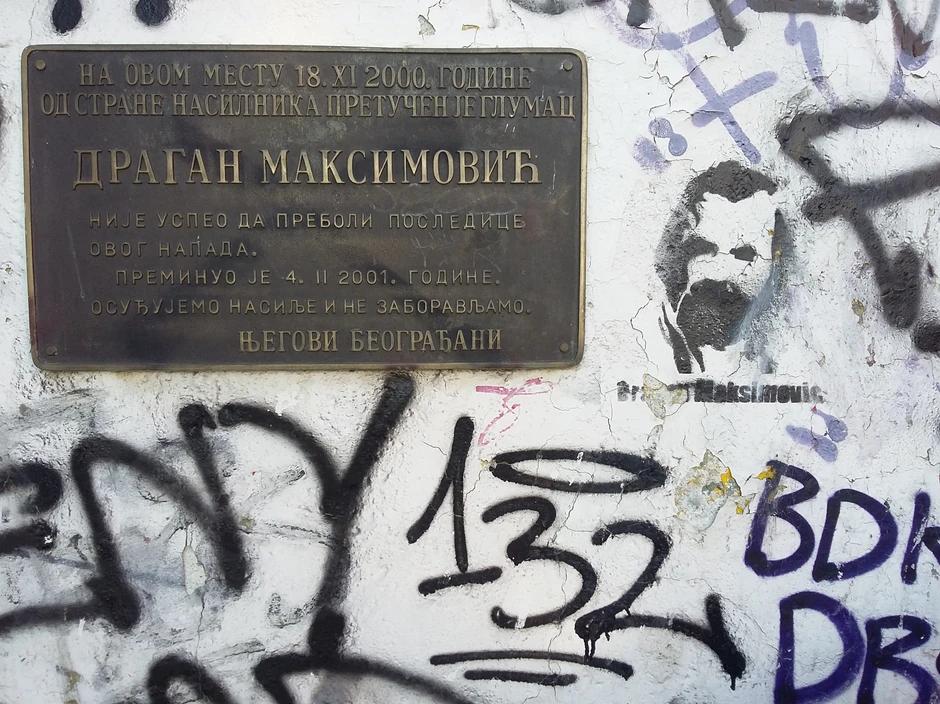 НА ОВОМ МЕСТУ 18. XI 2000. ГОДИНЕ
ОД СТРАНЕ НАСИЛНИКА ПРЕТУЧЕН ЈЕ ГЛУМАЦ
ДРАГАН МАКСИМОВИЋ
НИЈЕ УСПЕО ДА ПРЕБОЛИ ПОСЛЕДИЦЕ
ОВОГ НАПАДА.
ПРЕМИНУО ЈЕ 4. II 2001. ГОДИНЕ.
ОСУЂУЈЕМО НАСИЉЕ И НЕ ЗАБОРАВЉАМО.
ЊЕГОВИ БЕОГРАЂАНИ
Maksimovic
132